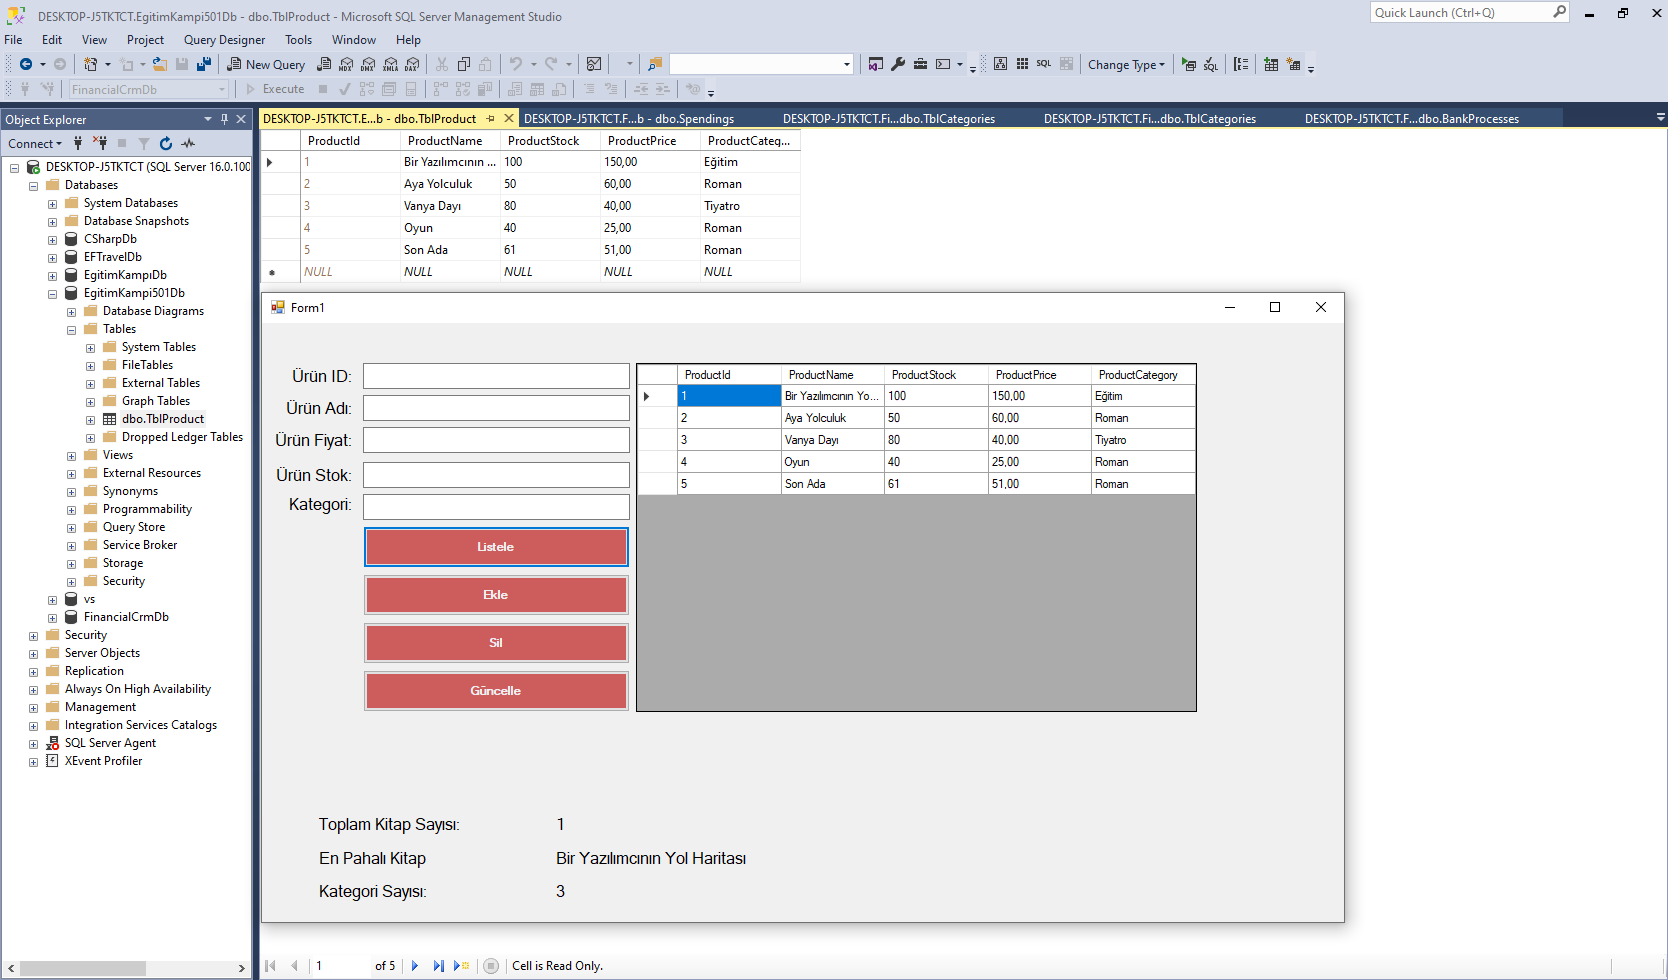 DESKTOP-J5TKTCT.EgitimKampi501Db - dbo.TblProduct - Microsoft SQL Server Management Studio
Quick Launch (Ctrl+Q)
File Edit View Project Query Designer Tools Window Help
New Query MDX DMX XMLA DAX SQL Change Type
FinancialCrmDb Execute
Object Explorer
Connect
DESKTOP-J5TKTCT (SQL Server 16.0.100
Databases
System Databases
Database Snapshots
CSharpDb
EFTravelDb
EgitimKampıDb
EgitimKampi501Db
Database Diagrams
Tables
System Tables
FileTables
External Tables
Graph Tables
dbo.TblProduct
Dropped Ledger Tables
Views
External Resources
Synonyms
Programmability
Query Store
Service Broker
Storage
Security
vs
FinancialCrmDb
Security
Server Objects
Replication
Always On High Availability
Management
Integration Services Catalogs
SQL Server Agent
XEvent Profiler
DESKTOP-J5TKTCT.E...b - dbo.TblProduct DESKTOP-J5TKTCT.F...b - dbo.Spendings DESKTOP-J5TKTCT.Fi...dbo.TblCategories DESKTOP-J5TKTCT.Fi...dbo.TblCategories DESKTOP-J5TKTCT.F...dbo.BankProcesses
ProductId ProductName ProductStock ProductPrice ProductCateq...
1 Bir Yazılımcının ... 100 150,00 Eğitim
2 Aya Yolculuk 50 60,00 Roman
3 Vanya Dayı 80 40,00 Tiyatro
4 Oyun 40 25,00 Roman
5 Son Ada 61 51,00 Roman
NULL NULL NULL NULL NULL
Form1
Ürün ID:
Ürün Adı:
Ürün Fiyat:
Ürün Stok:
Kategori:
Listele
Ekle
Sil
Güncelle
ProductId ProductName ProductStock ProductPrice ProductCategory
1 Bir Yazılımcının Yo... 100 150,00 Eğitim
2 Aya Yolculuk 50 60,00 Roman
3 Vanya Dayı 80 40,00 Tiyatro
4 Oyun 40 25,00 Roman
5 Son Ada 61 51,00 Roman
Toplam Kitap Sayısı: 1
En Pahalı Kitap Bir Yazılımcının Yol Haritası
Kategori Sayısı: 3
1 of 5 Cell is Read Only.